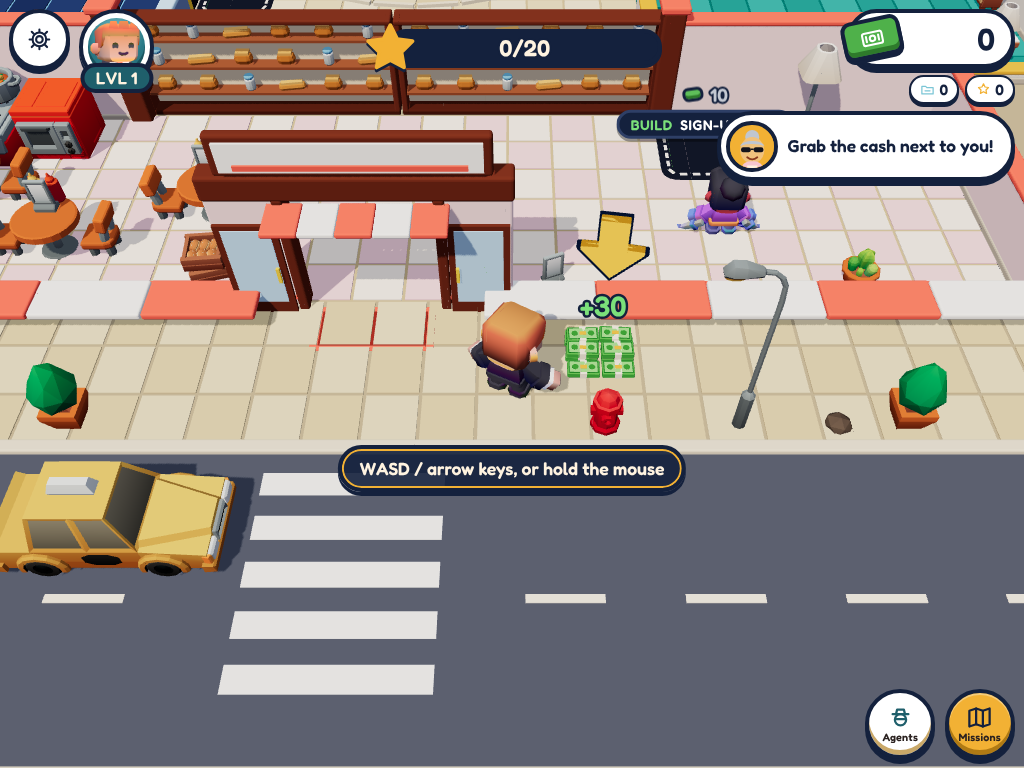 0/20
0
LVL 1
0
0
10
BUILD
Grab the cash next to you!
+30
WASD / arrow keys, or hold the mouse
Agents
Missions